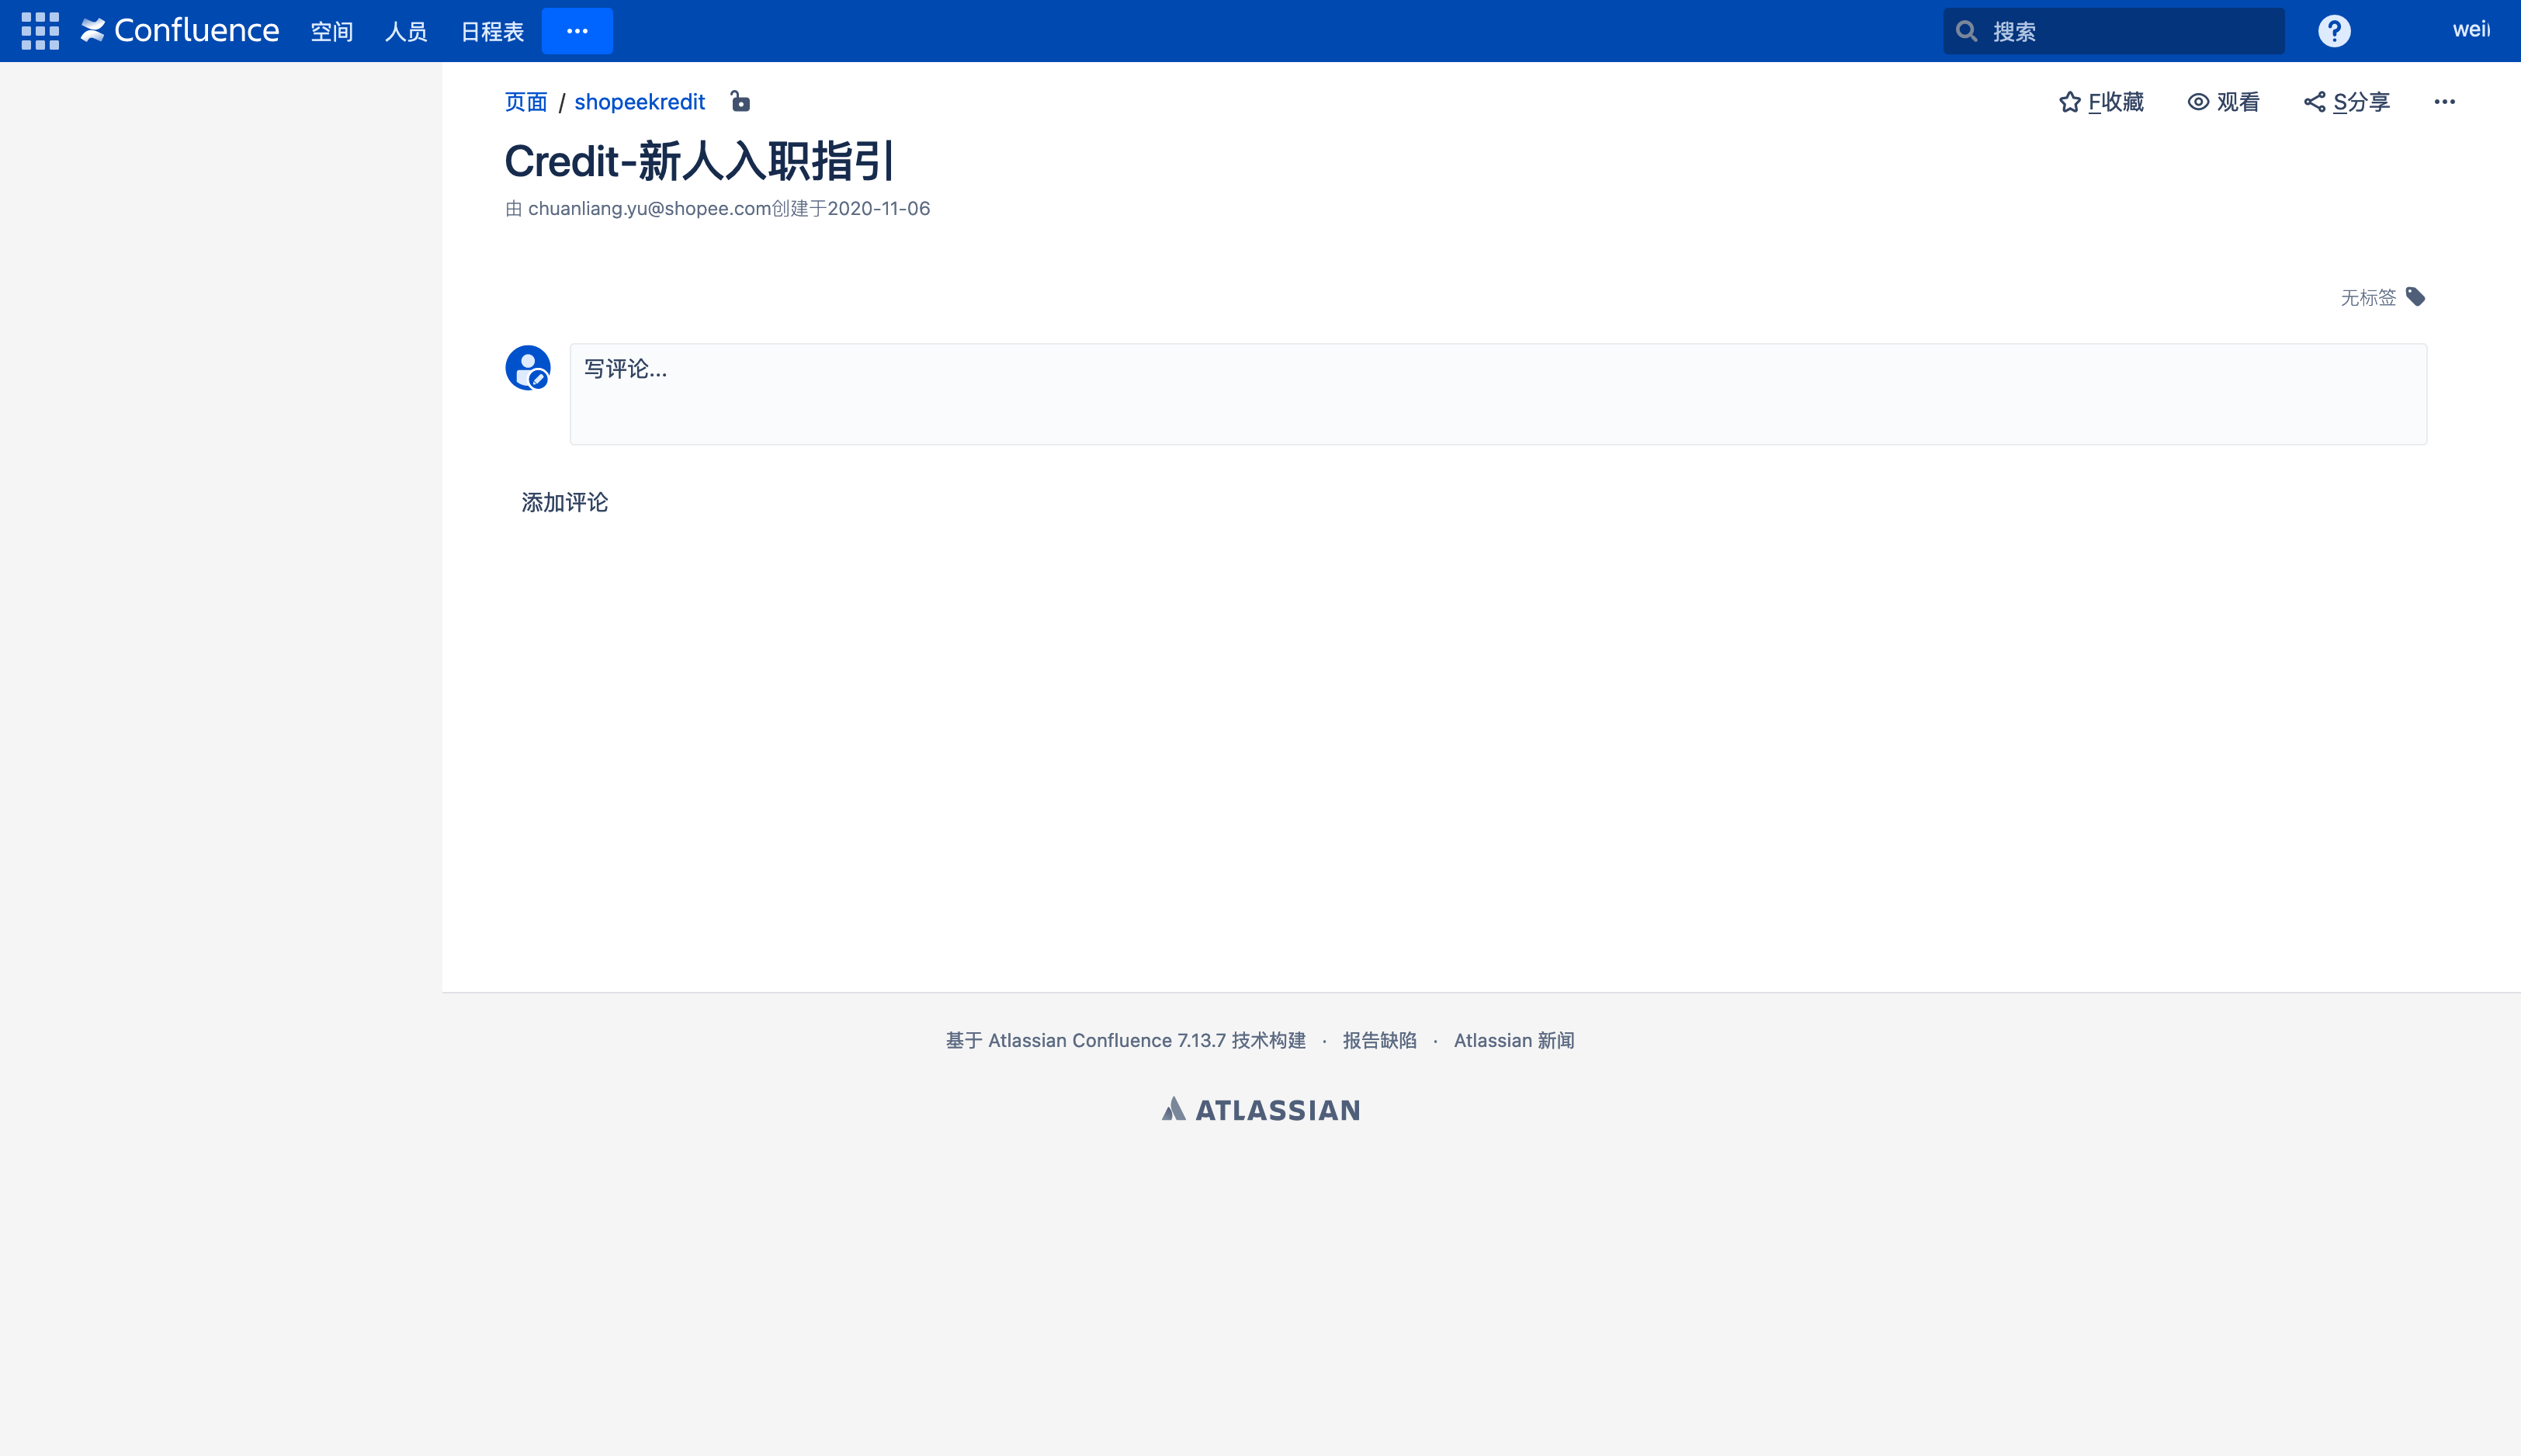 Confluence 空间 人员 日程表 搜索
页面 / shopeekredit
F收藏 观看 S分享
Credit-新人入职指引
由 chuanliang.yu@shopee.com创建于2020-11-06
无标签
写评论...
添加评论
基于 Atlassian Confluence 7.13.7 技术构建 · 报告缺陷 · Atlassian 新闻
ATLASSIAN